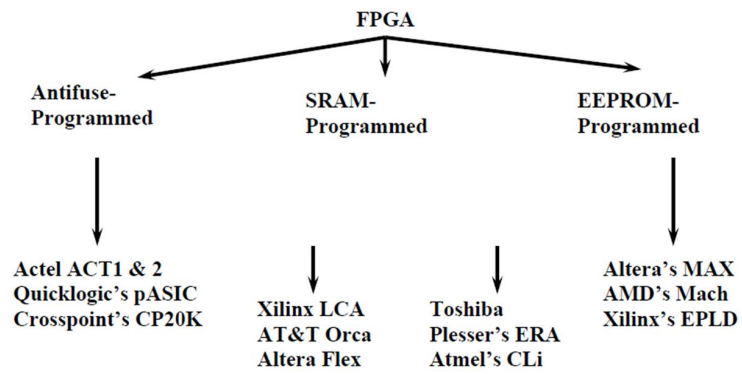 FPGA
Antifuse-
Programmed
SRAM-
Programmed
EEPROM-
Programmed
Actel ACT1 & 2
Quicklogic's pASIC
Crosspoint's CP20K
Xilinx LCA
AT&T Orca
Altera Flex
Toshiba
Plesser's ERA
Atmel's CLi
Altera's MAX
AMD's Mach
Xilinx's EPLD